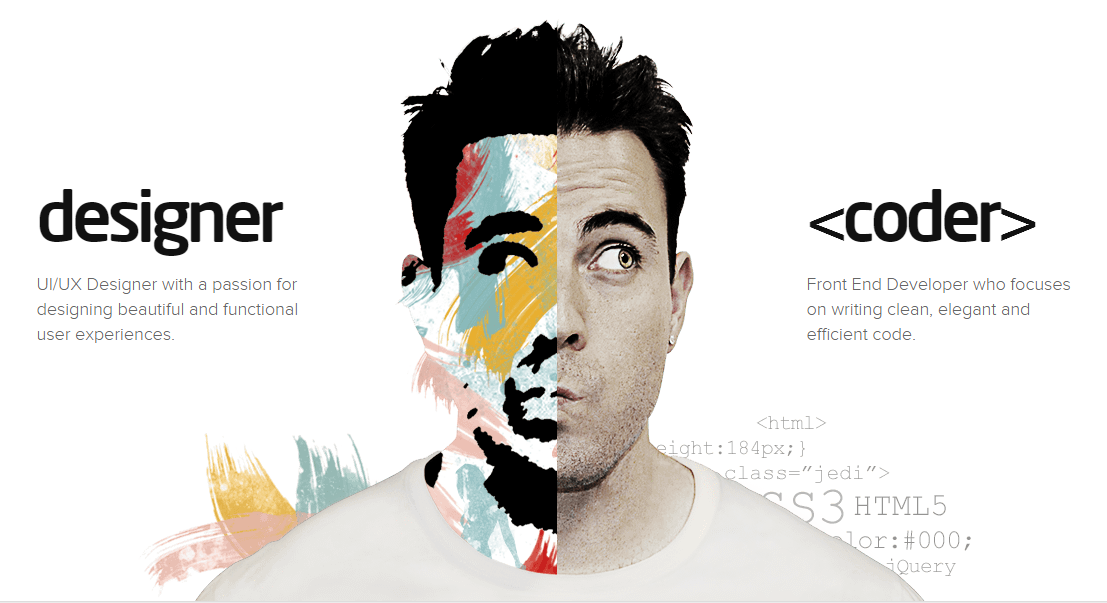 designer
UI/UX Designer with a passion for
designing beautiful and functional
user experiences.
<coder>
Front End Developer who focuses
on writing clean, elegant and
efficient code.
<html>
eight:184px;}
class=”jedi”>
SS3 HTML5
lor:#000;
jQuery